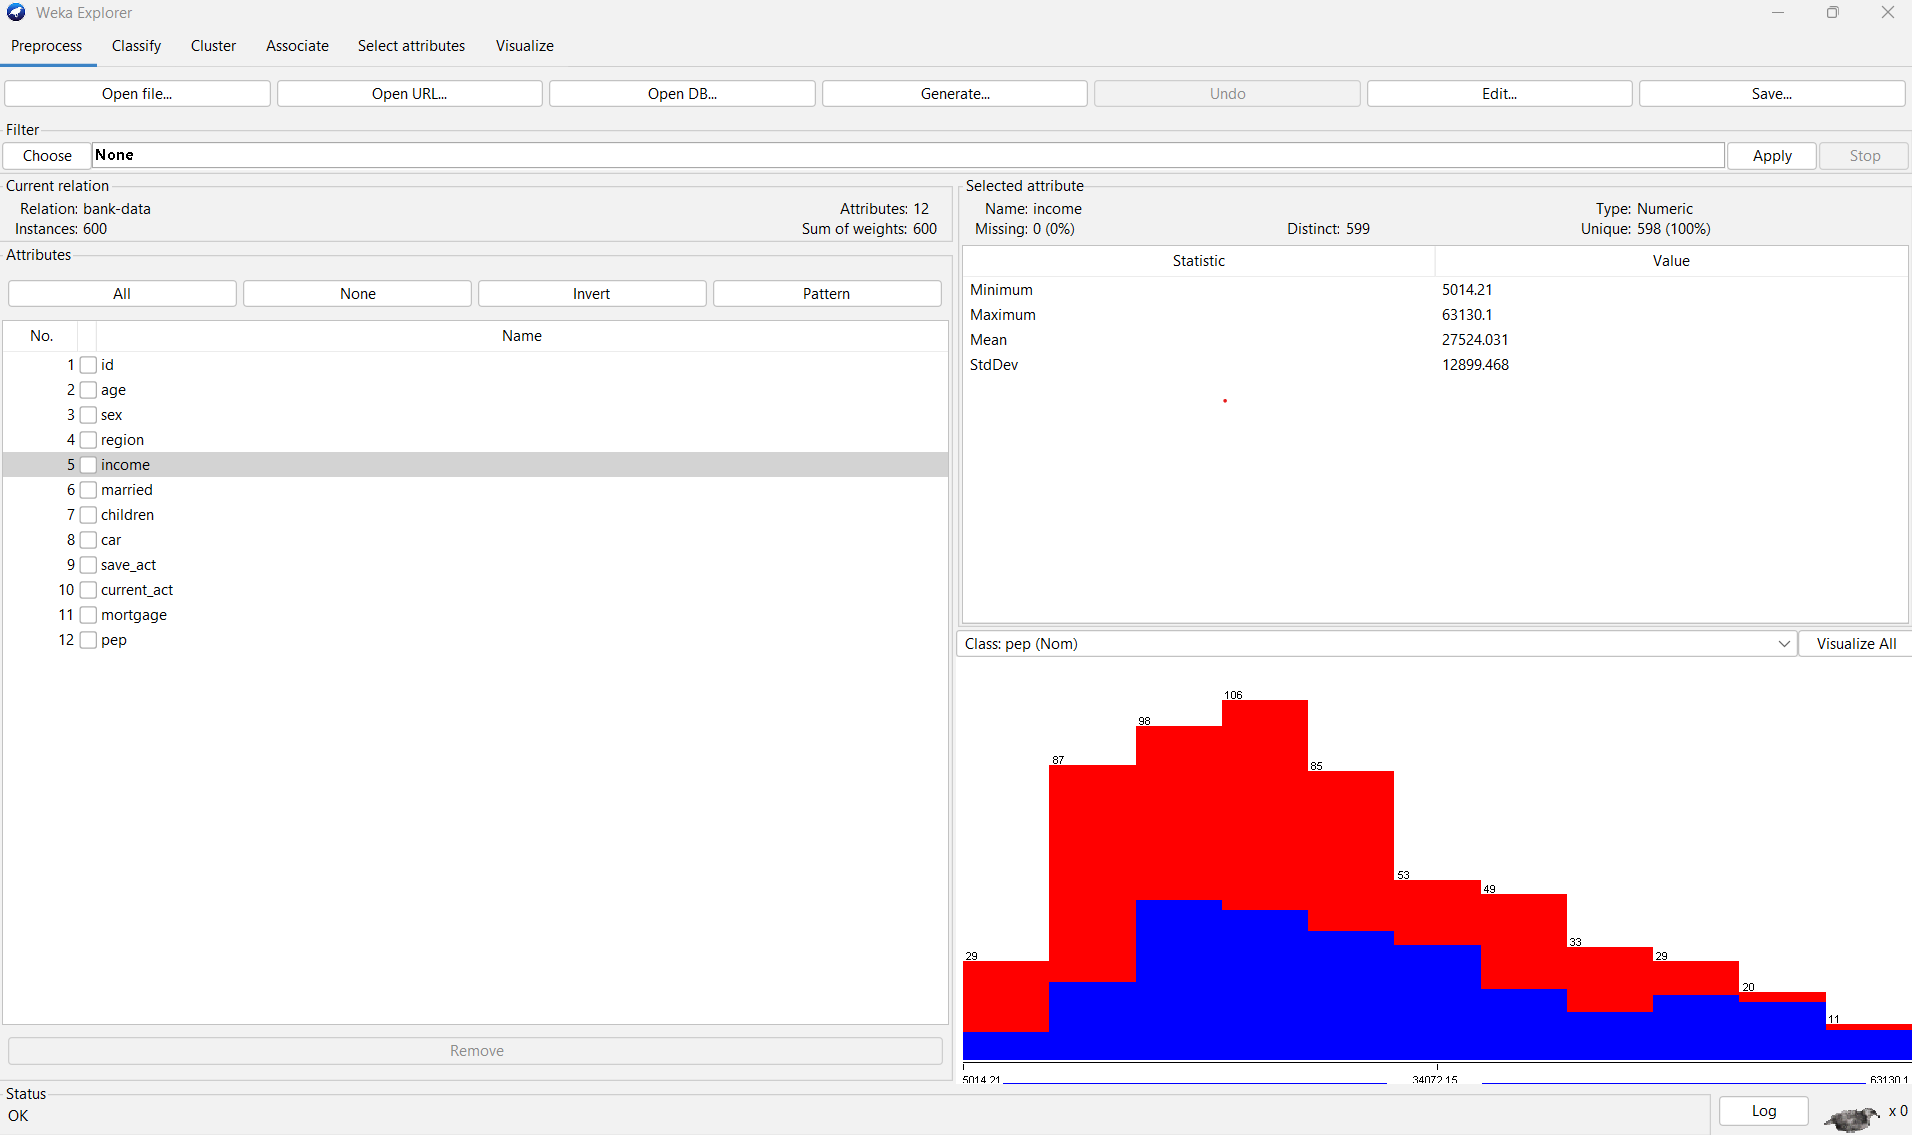 Weka Explorer
Preprocess Classify Cluster Associate Select attributes Visualize
Open file... Open URL... Open DB... Generate... Undo Edit... Save...
Filter
Choose None Apply Stop
Current relation
Relation: bank-data Attributes: 12
Instances: 600 Sum of weights: 600
Attributes
All None Invert Pattern
No. Name
1 id
2 age
3 sex
4 region
5 income
6 married
7 children
8 car
9 save_act
10 current_act
11 mortgage
12 pep
Remove
Selected attribute
Name: income Type: Numeric
Missing: 0 (0%) Distinct: 599 Unique: 598 (100%)
Statistic Value
Minimum 5014.21
Maximum 63130.1
Mean 27524.031
StdDev 12899.468
Class: pep (Nom) Visualize All
29 87 98 106 85 53 49 33 29 20 11
5014.21 34072.15 63130.1
Status
OK
Log x 0